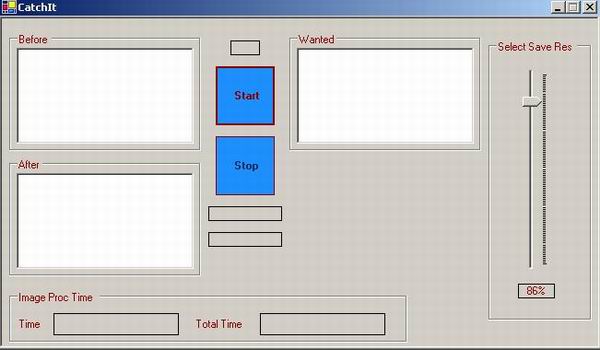 CatchIt
Before
Wanted
Select Save Res
Start
Stop
After
86%
Image Proc Time
Time
Total Time